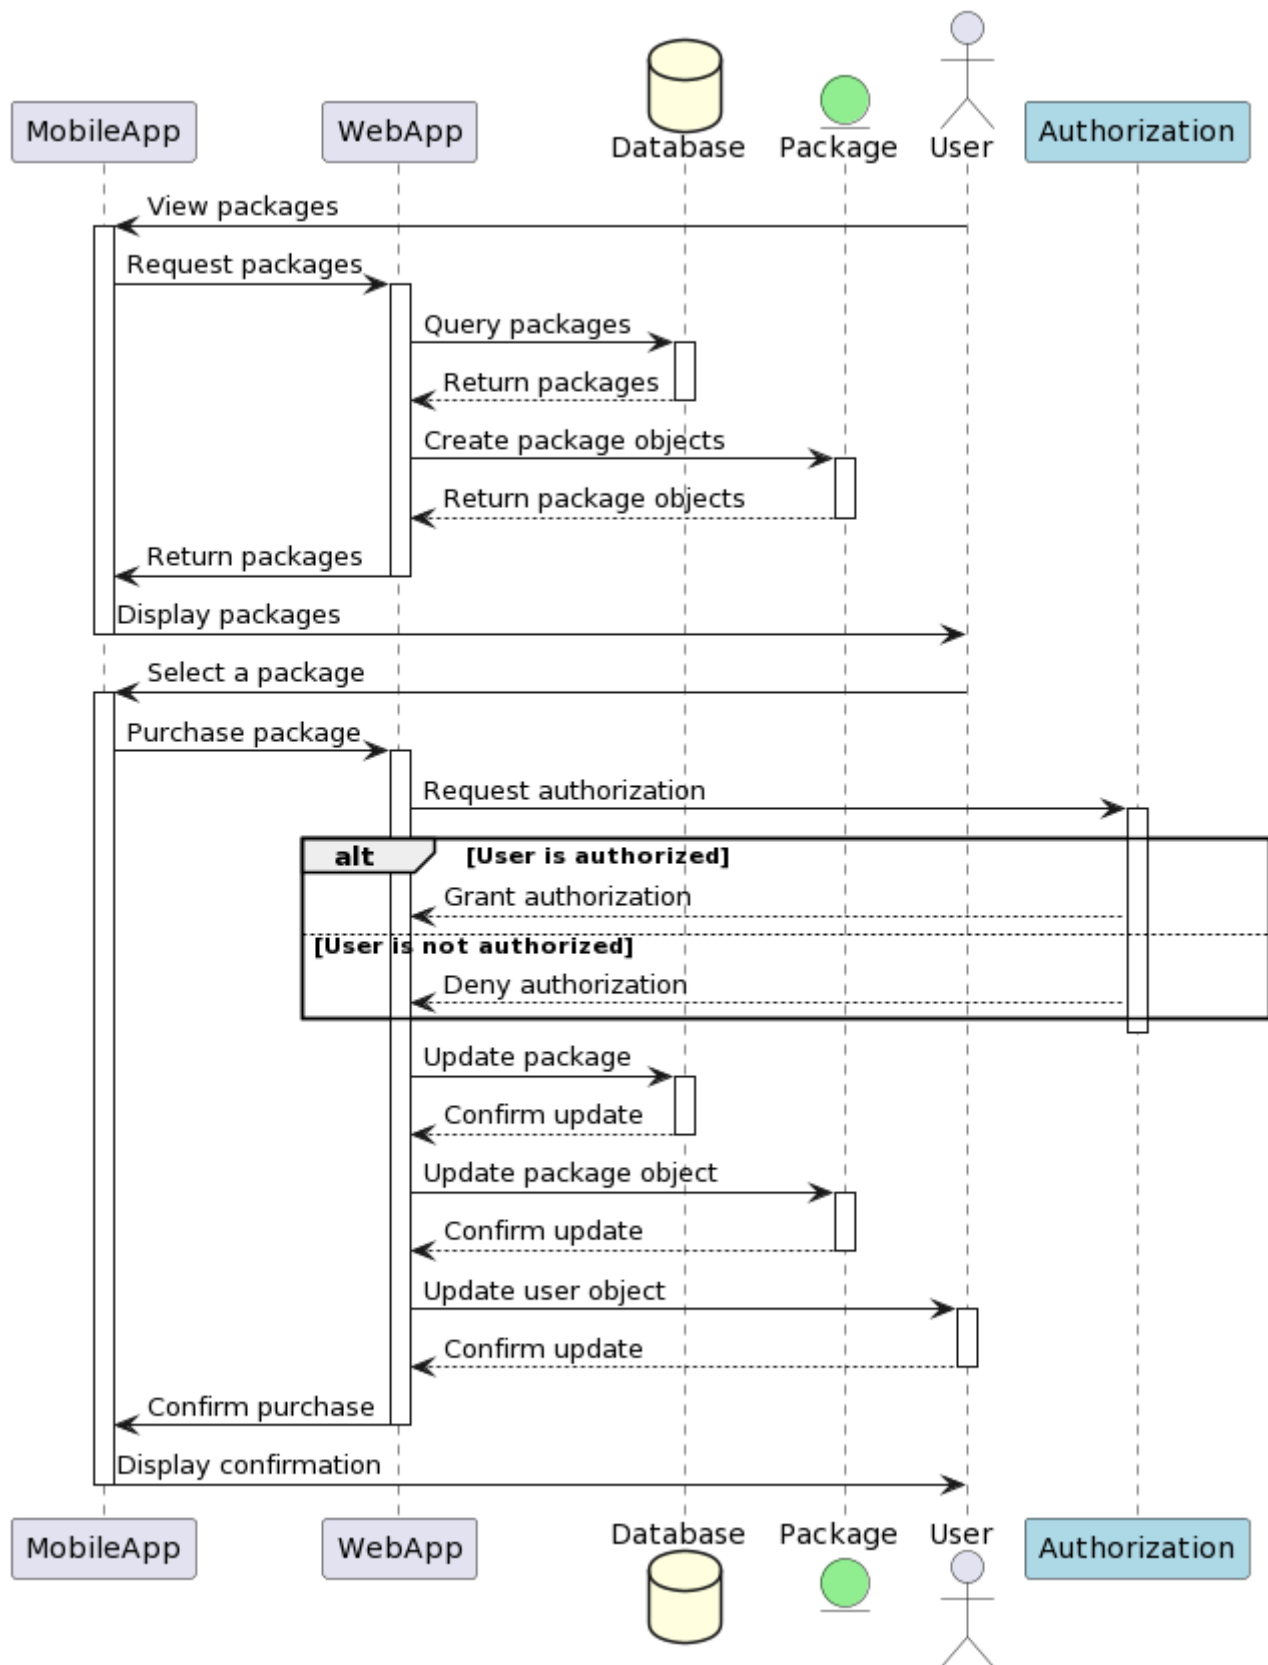 MobileApp
WebApp
Database
Package
User
Authorization
View packages
Request packages
Query packages
Return packages
Create package objects
Return package objects
Return packages
Display packages
Select a package
Purchase package
Request authorization
alt
[User is authorized]
Grant authorization
[User is not authorized]
Deny authorization
Update package
Confirm update
Update package object
Confirm update
Update user object
Confirm update
Confirm purchase
Display confirmation
MobileApp
WebApp
Database
Package
User
Authorization